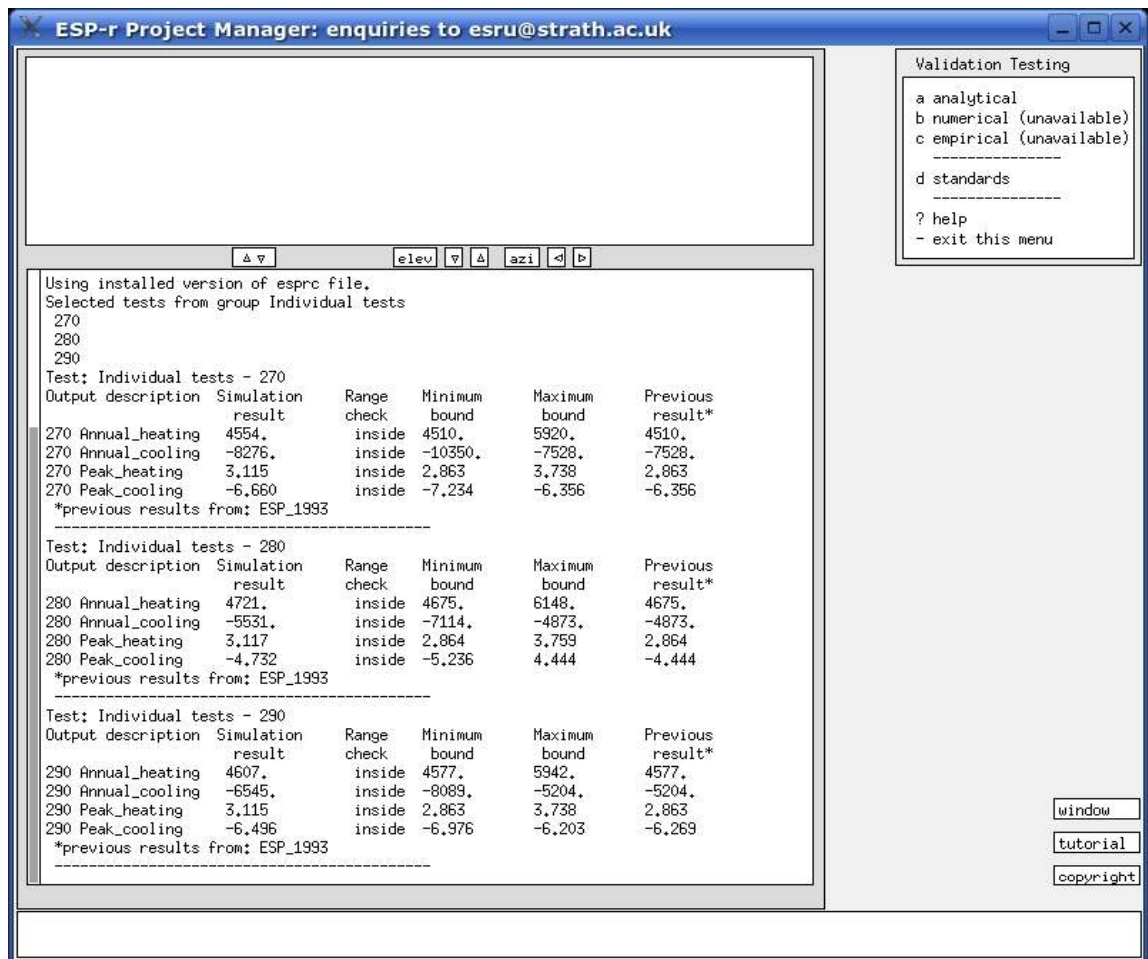 ESP-r Project Manager: enquiries to esru@strath.ac.uk
Validation Testing
a analytical
b numerical (unavailable)
c empirical (unavailable)
---------------
d standards
---------------
? help
- exit this menu
elev azi
Using installed version of esprc file.
Selected tests from group Individual tests
270
280
290
Test: Individual tests - 270
Output description Simulation Range Minimum Maximum Previous
result check bound bound result*
270 Annual_heating 4554. inside 4510. 5920. 4510.
270 Annual_cooling -8276. inside -10350. -7528. -7528.
270 Peak_heating 3.115 inside 2.863 3.738 2.863
270 Peak_cooling -6.660 inside -7.234 -6.356 -6.356
*previous results from: ESP_1993
--------------------------------------------
Test: Individual tests - 280
Output description Simulation Range Minimum Maximum Previous
result check bound bound result*
280 Annual_heating 4721. inside 4675. 6148. 4675.
280 Annual_cooling -5531. inside -7114. -4873. -4873.
280 Peak_heating 3.117 inside 2.864 3.759 2.864
280 Peak_cooling -4.732 inside -5.236 4.444 -4.444
*previous results from: ESP_1993
--------------------------------------------
Test: Individual tests - 290
Output description Simulation Range Minimum Maximum Previous
result check bound bound result*
290 Annual_heating 4607. inside 4577. 5942. 4577.
290 Annual_cooling -6545. inside -8089. -5204. -5204.
290 Peak_heating 3.115 inside 2.863 3.738 2.863
290 Peak_cooling -6.496 inside -6.976 -6.203 -6.269
*previous results from: ESP_1993
--------------------------------------------
window
tutorial
copyright